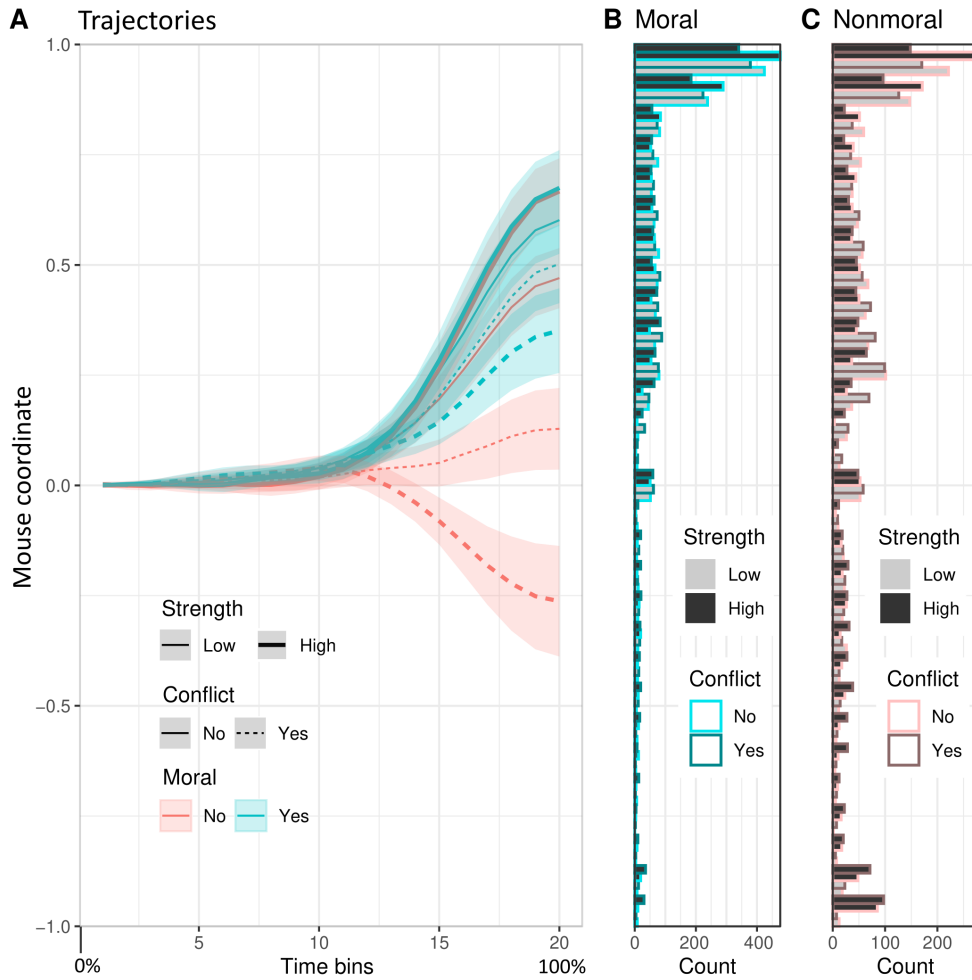 A Trajectories
B Moral
C Nonmoral
Mouse coordinate
1.0
0.5
0.0
−0.5
−1.0
Strength
Low High
Conflict
No Yes
Moral
No Yes
5 10 15 20
0% Time bins 100%
Strength
Low
High
Conflict
No
Yes
0 200 400
Count
Strength
Low
High
Conflict
No
Yes
0 100 200
Count